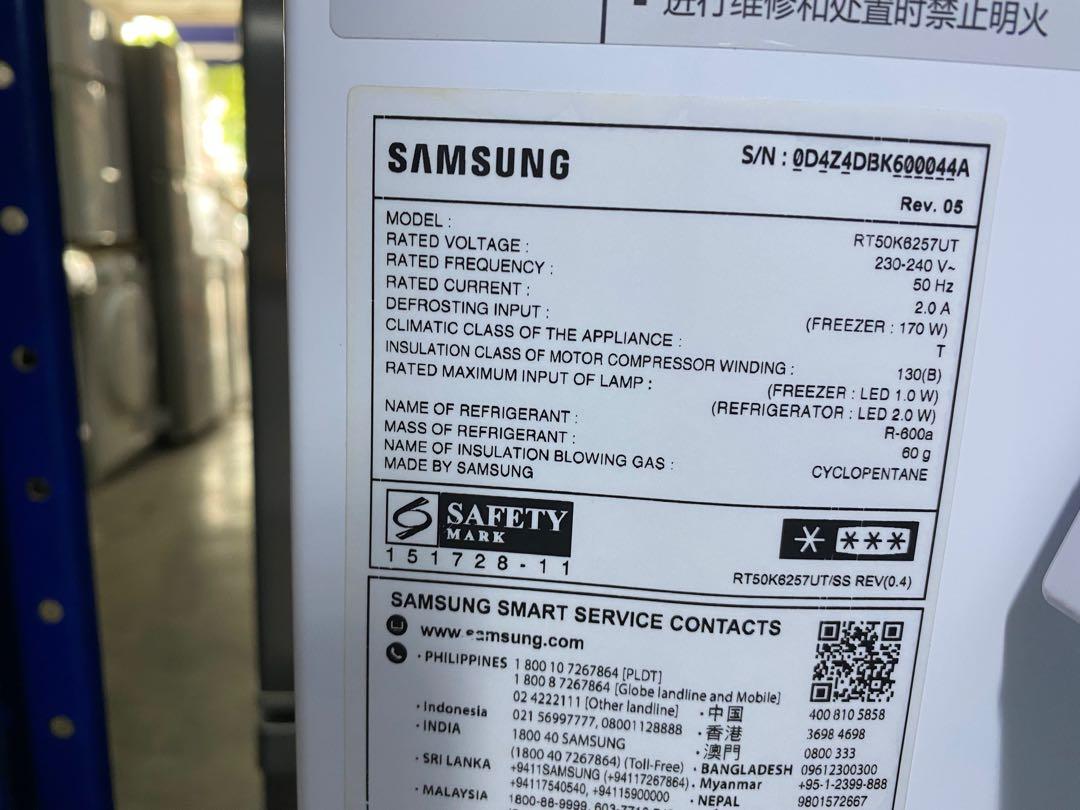 进行维修和处置时禁止明火
SAMSUNG
S/N : 0D4Z4DBK600044A
Rev. 05
MODEL : RT50K6257UT
RATED VOLTAGE : 230-240 V~
RATED FREQUENCY : 50 Hz
RATED CURRENT : 2.0 A
DEFROSTING INPUT : (FREEZER : 170 W)
CLIMATIC CLASS OF THE APPLIANCE : T
INSULATION CLASS OF MOTOR COMPRESSOR WINDING : 130(B)
RATED MAXIMUM INPUT OF LAMP : (FREEZER : LED 1.0 W)
(REFRIGERATOR : LED 2.0 W)
NAME OF REFRIGERANT : R-600a
MASS OF REFRIGERANT : 60 g
NAME OF INSULATION BLOWING GAS : CYCLOPENTANE
MADE BY SAMSUNG
SAFETY
MARK
151728-11
RT50K6257UT/SS REV(0.4)
SAMSUNG SMART SERVICE CONTACTS
www.samsung.com
· PHILIPPINES 1 800 10 7267864 [PLDT]
1 800 8 7267864 [Globe landline and Mobile]
02 4222111 [Other landline]
· Indonesia 021 56997777, 08001128888
· INDIA 1800 40 SAMSUNG
(1800 40 7267864) (Toll-Free)
· SRI LANKA +9411SAMSUNG (+94117267864)
+94117540540, +94115900000
· MALAYSIA 1800-88-9999,
· 中国 400 810 5858
· 香港 3698 4698
· 澳門 0800 333
· BANGLADESH 09612300300
· Myanmar +95-1-2399-888
· NEPAL 9801572667